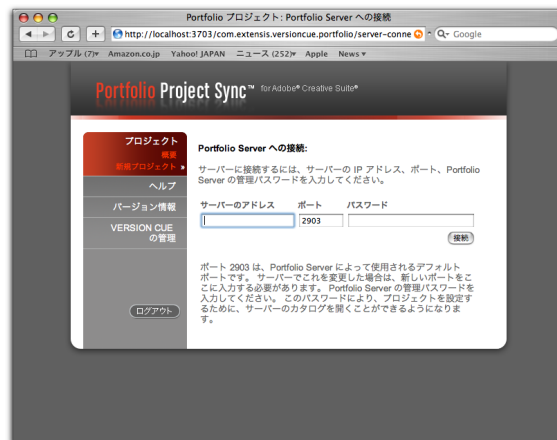 Portfolio プロジェクト: Portfolio Server への接続
http://localhost:3703/com.extensis.versioncue.portfolio/server-conne
Google
アップル (7)▾ Amazon.co.jp Yahoo! JAPAN ニュース (252)▾ Apple News ▾
Portfolio Project Sync™ for Adobe® Creative Suite®
プロジェクト
概要
新規プロジェクト »
ヘルプ
バージョン情報
VERSION CUE
の管理
ログアウト
Portfolio Server への接続:
サーバーに接続するには、サーバーの IP アドレス、ポート、Portfolio
Server の管理パスワードを入力してください。
サーバーのアドレス ポート パスワード
2903
接続
ポート 2903 は、Portfolio Server によって使用されるデフォルト
ポートです。 サーバーでこれを変更した場合は、新しいポートをこ
こに入力する必要があります。 Portfolio Server の管理パスワードを
入力してください。 このパスワードにより、プロジェクトを設定す
るために、サーバーのカタログを開くことができるようになりま
す。